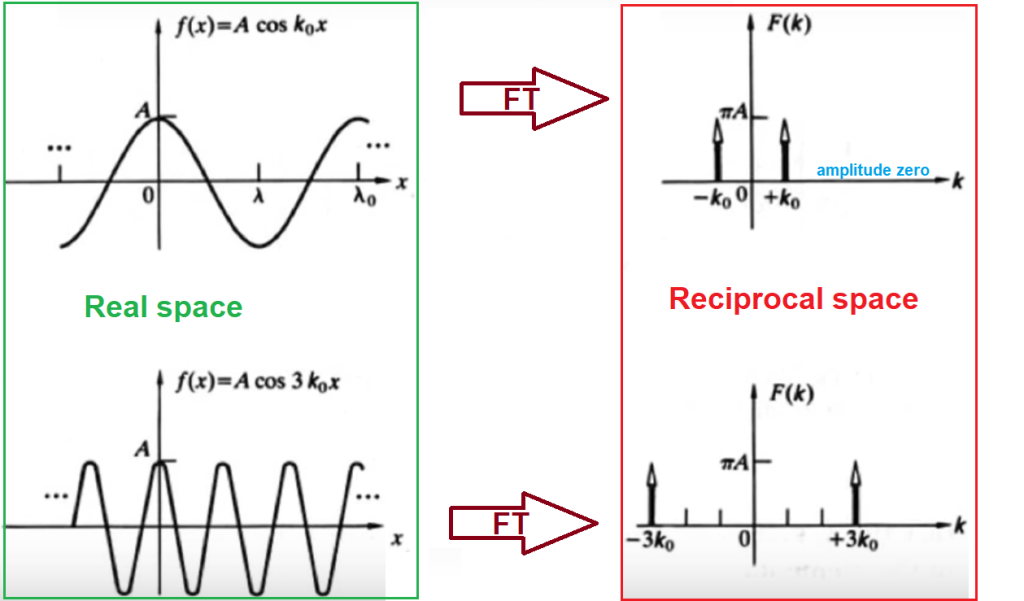 f(x)=A cos k₀x
A
...
...
0
λ
λ₀
x
FT
F(k)
πA
amplitude zero
k
−k₀
0
+k₀
Real space
Reciprocal space
f(x)=A cos 3 k₀x
A
...
...
x
FT
F(k)
πA
k
−3k₀
0
+3k₀